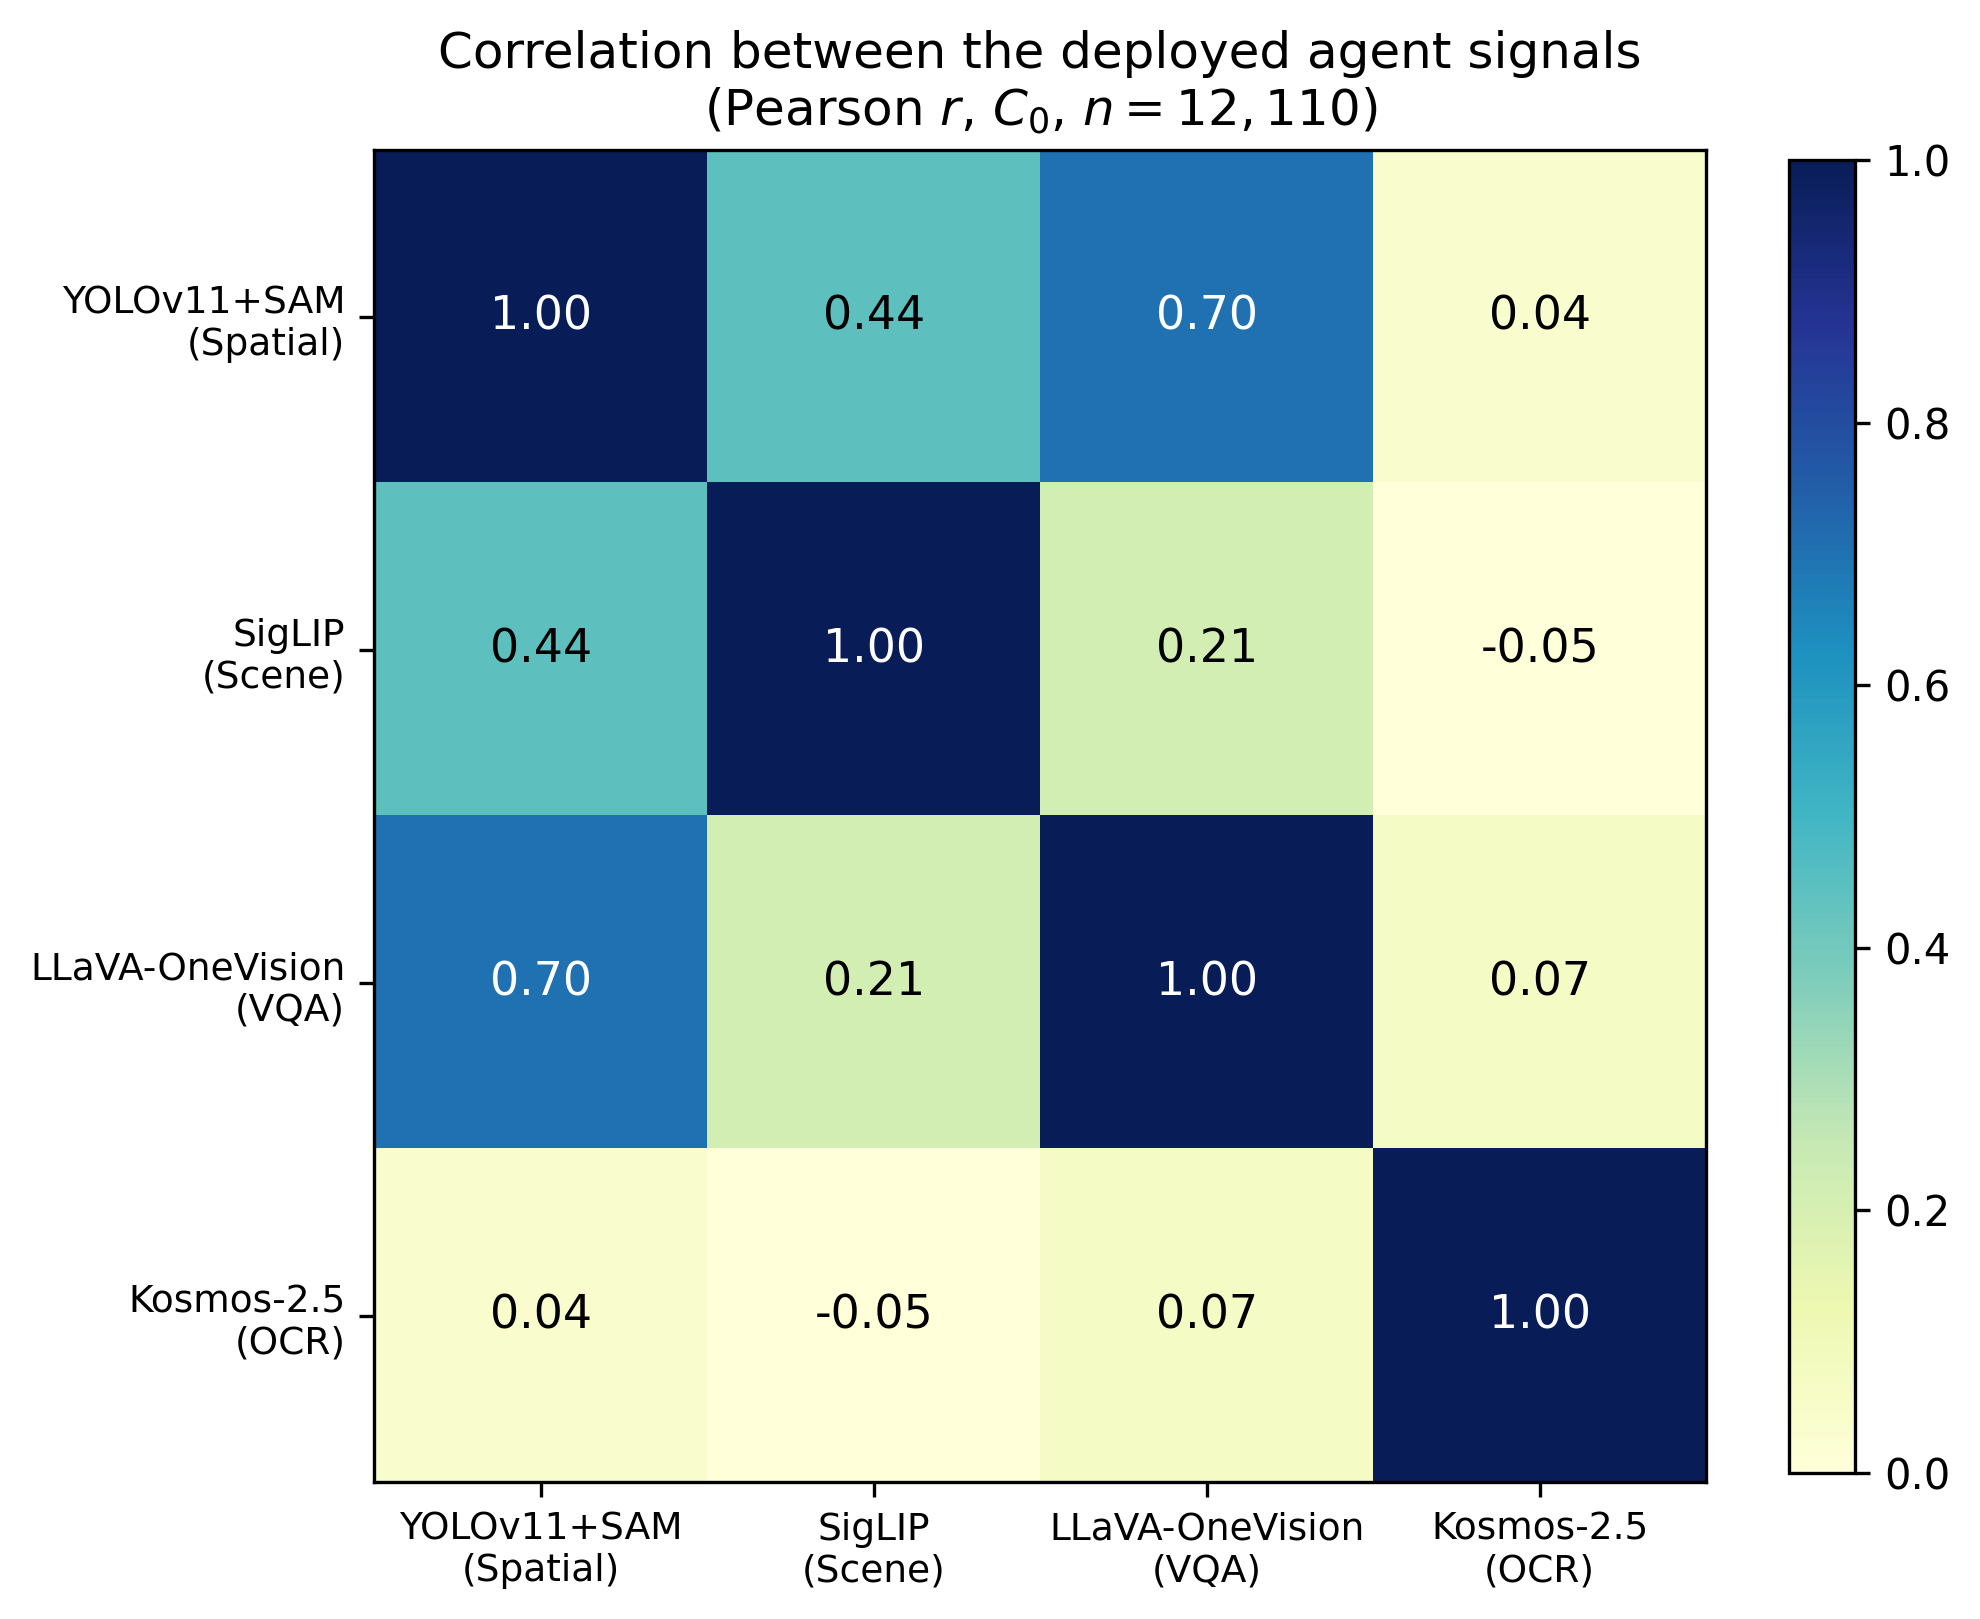 Correlation between the deployed agent signals
(Pearson r, C₀, n = 12, 110)
YOLOv11+SAM
(Spatial)
1.00
0.44
0.70
0.04
SigLIP
(Scene)
0.44
1.00
0.21
-0.05
LLaVA-OneVision
(VQA)
0.70
0.21
1.00
0.07
Kosmos-2.5
(OCR)
0.04
-0.05
0.07
1.00
YOLOv11+SAM
(Spatial)
SigLIP
(Scene)
LLaVA-OneVision
(VQA)
Kosmos-2.5
(OCR)
1.0
0.8
0.6
0.4
0.2
0.0